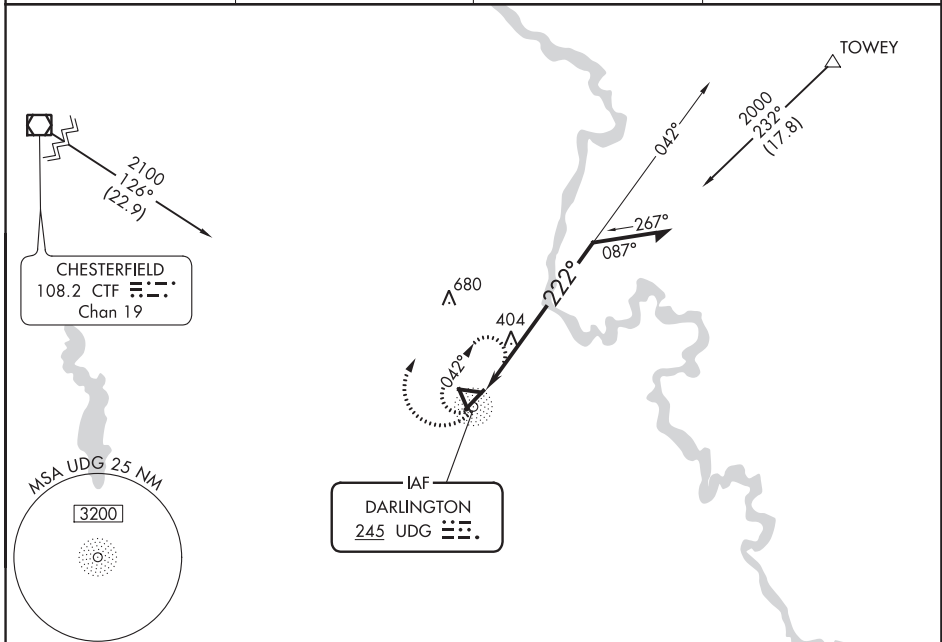 TOWEY
2000
232°
(17.8)
042°
2100
126°
(22.9)
267°
087°
CHESTERFIELD
108.2 CTF
Chan 19
222°
680
404
042°
MSA UDG 25 NM
3200
IAF
DARLINGTON
245 UDG